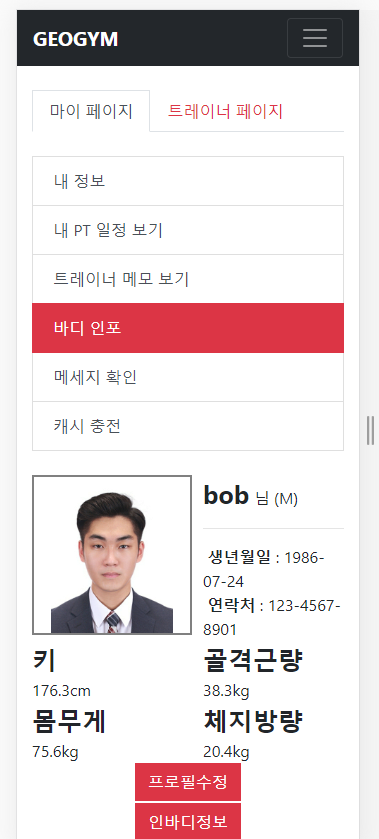 GEOGYM
마이 페이지 트레이너 페이지
내 정보
내 PT 일정 보기
트레이너 메모 보기
바디 인포
메세지 확인
캐시 충전
bob 님 (M)
생년월일 : 1986-
07-24
연락처 : 123-4567-
8901
키 골격근량
176.3cm 38.3kg
몸무게 체지방량
75.6kg 20.4kg
프로필수정
인바디정보